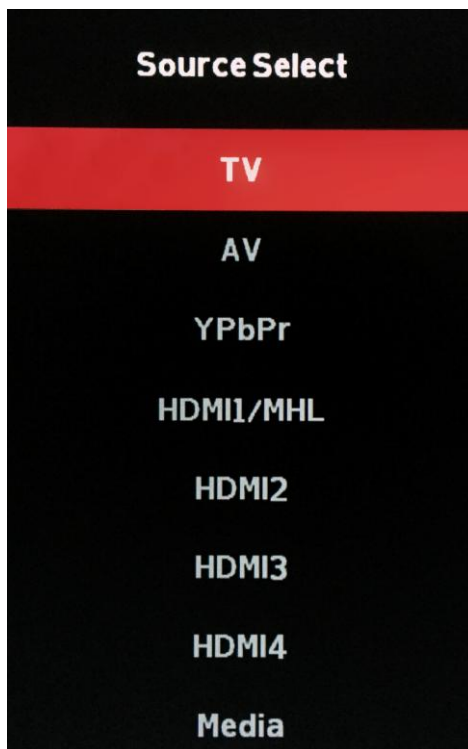 Source Select
TV
AV
YPbPr
HDMI1/MHL
HDMI2
HDMI3
HDMI4
Media